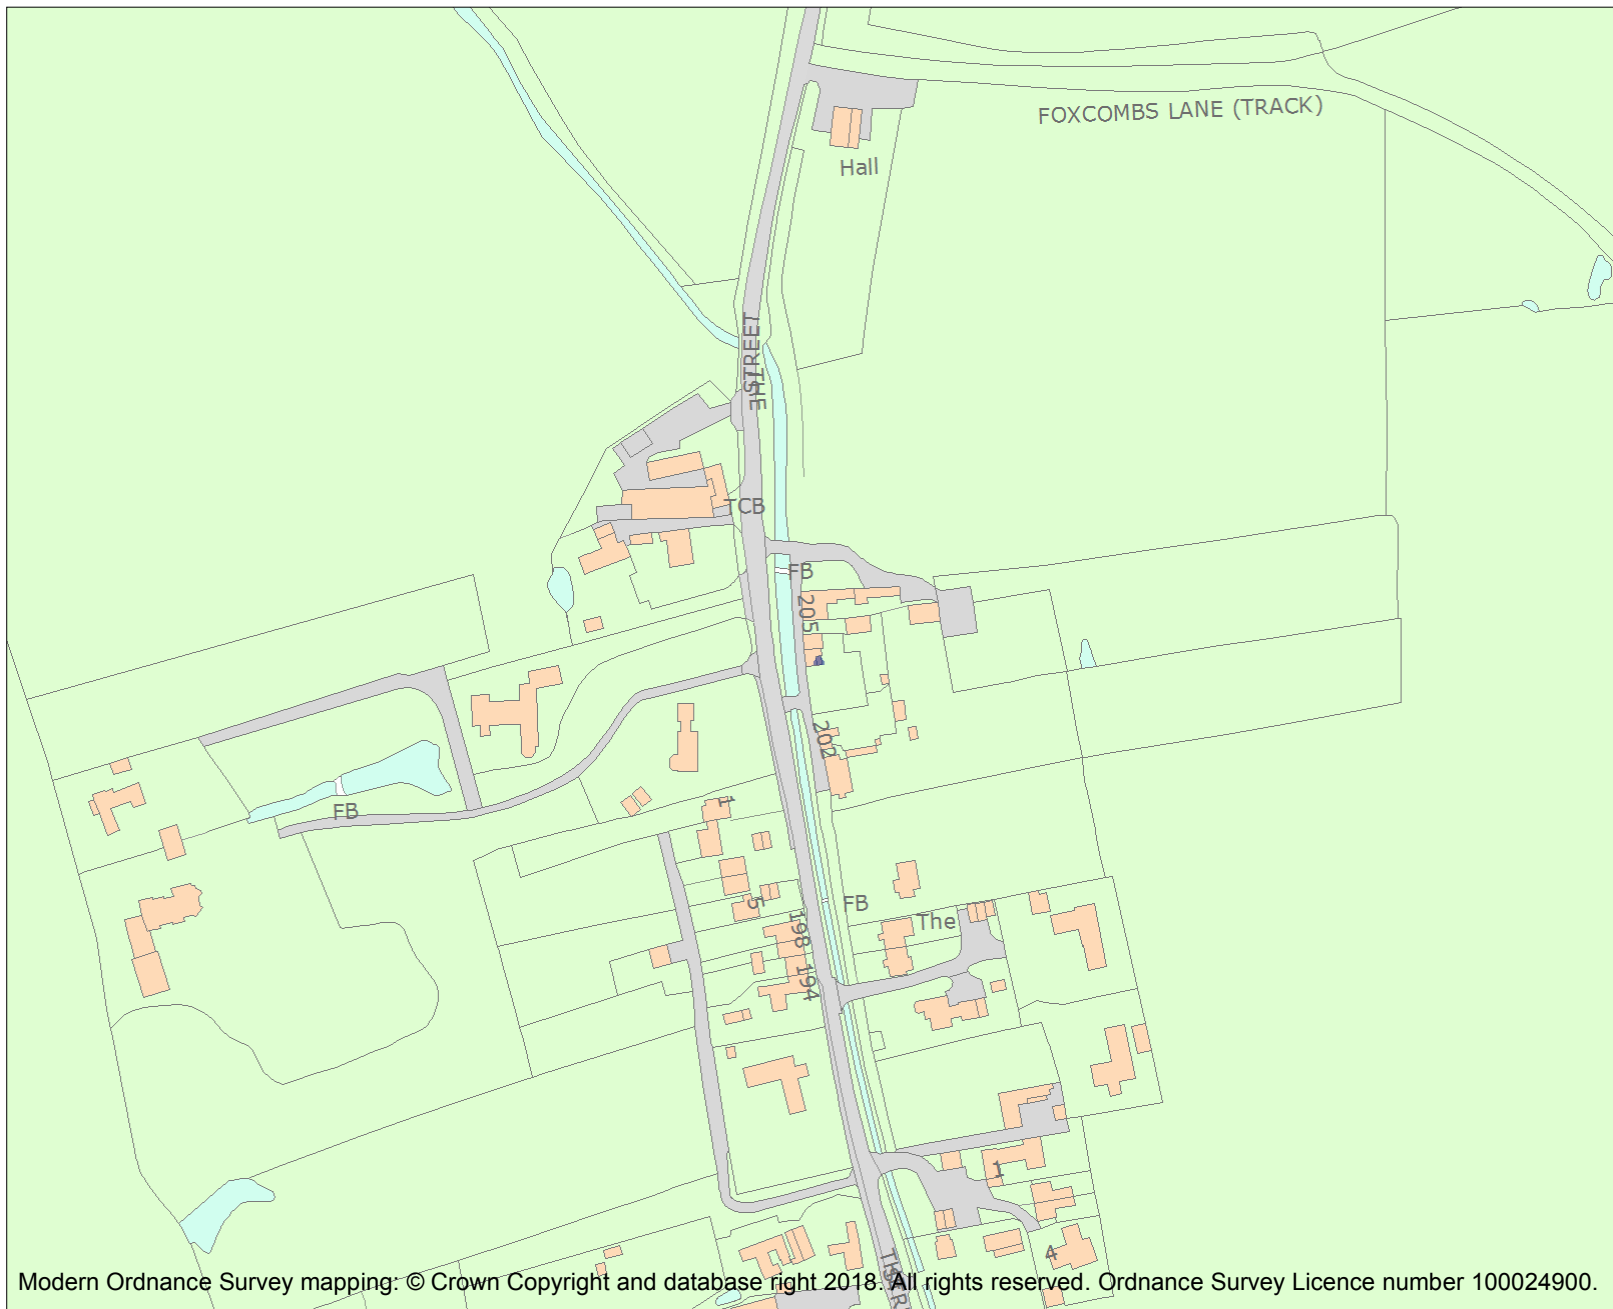 FOXCOMBS LANE (TRACK)
Hall
THE
STREET
TCB
FB
205
202
FB
1
5
FB
198
The
194
1
4
Modern Ordnance Survey mapping: © Crown Copyright and database right 2018. All rights reserved. Ordnance Survey Licence number 100024900.